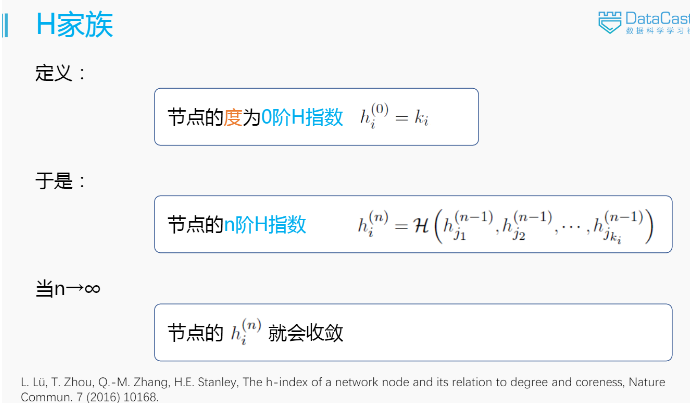 H家族
DataCast
数据科学学习
定义：
节点的度为0阶H指数 h_i^{(0)} = k_i
于是：
节点的n阶H指数 h_i^{(n)} = \mathcal{H}\left(h_{j_1}^{(n-1)}, h_{j_2}^{(n-1)}, \cdots, h_{j_{k_i}}^{(n-1)}\right)
当n→∞
节点的 h_i^{(n)} 就会收敛
L. Lü, T. Zhou, Q.-M. Zhang, H.E. Stanley, The h-index of a network node and its relation to degree and coreness, Nature
Commun. 7 (2016) 10168.